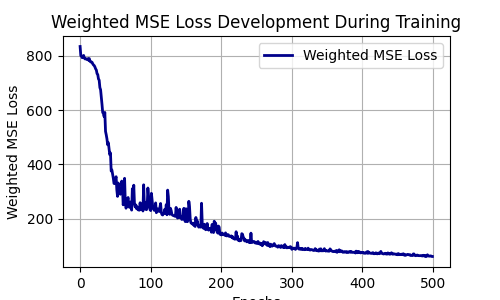 Weighted MSE Loss Development During Training
Weighted MSE Loss
800
600
400
200
Weighted MSE Loss
0 100 200 300 400 500
Epochs